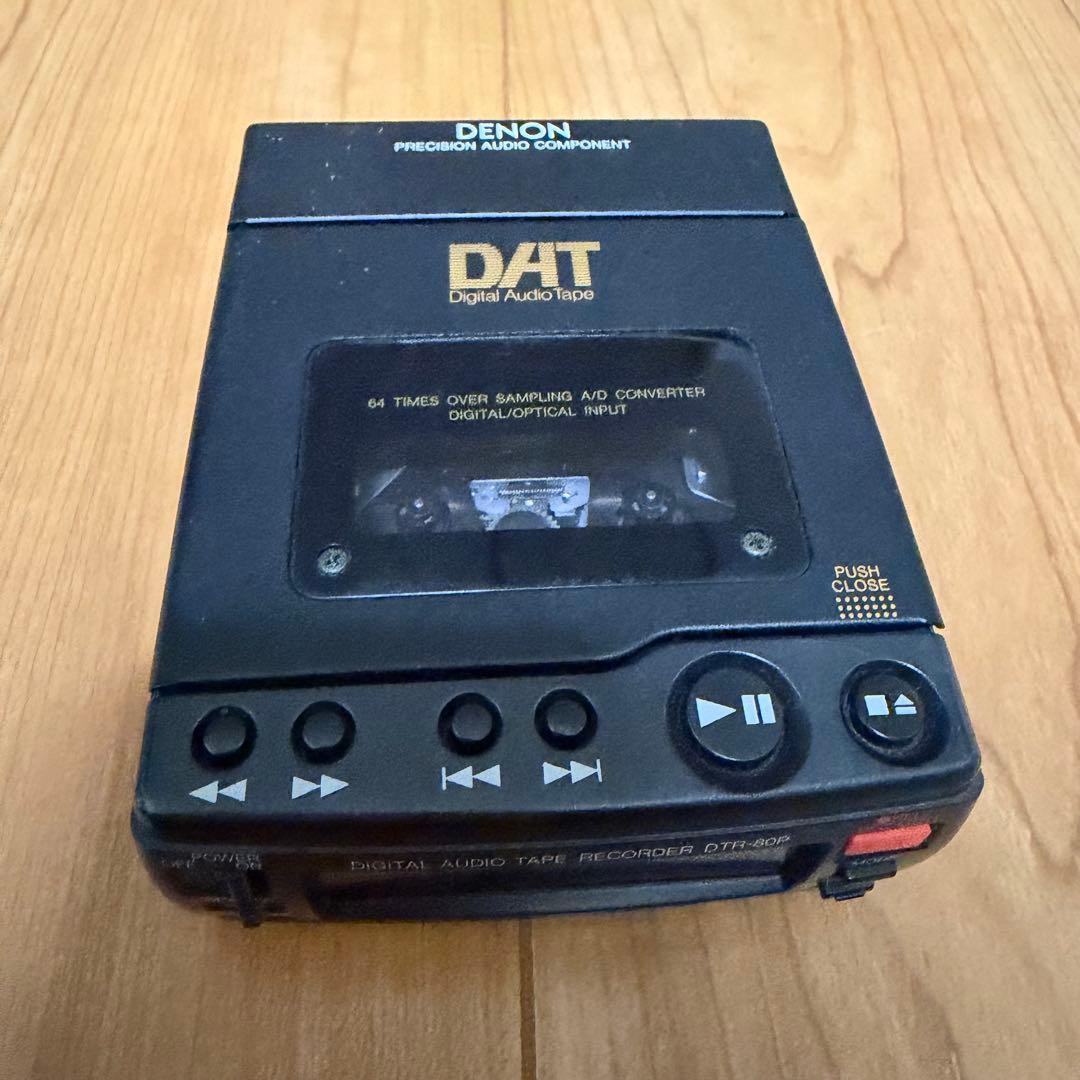 DENON
PRECISION AUDIO COMPONENT
DAT
Digital Audio Tape
64 TIMES OVER SAMPLING A/D CONVERTER
DIGITAL/OPTICAL INPUT
PUSH
CLOSE
POWER
OFF ON
DIGITAL AUDIO TAPE RECORDER DTR-80P